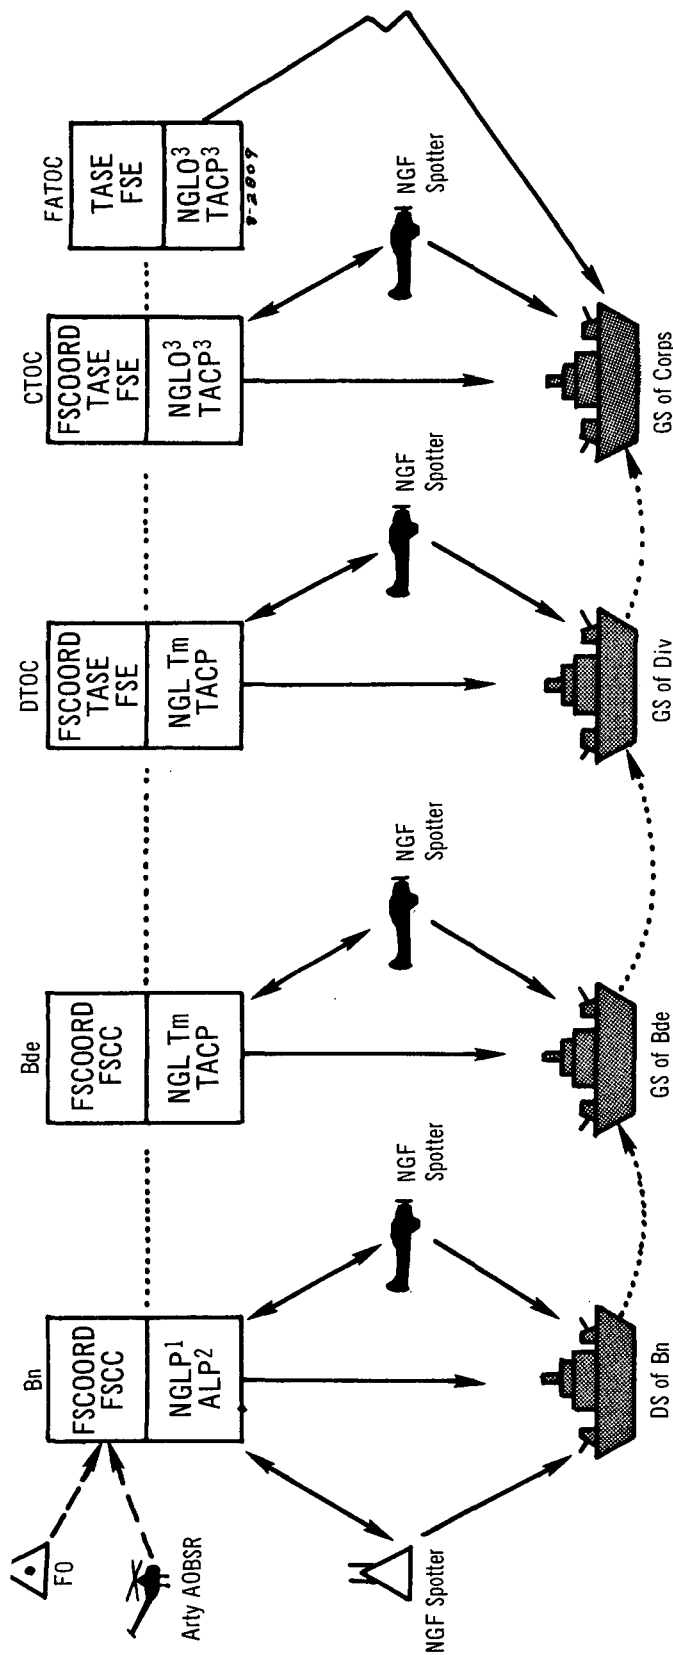 Bn
FSCOORD
FSCC
NGLP¹
ALP²
FO
Arty AOBSR
NGF Spotter
NGF
Spotter
DS of Bn
Bde
FSCOORD
FSCC
NGL Tm
TACP
NGF
Spotter
GS of Bde
DTOC
FSCOORD
TASE
FSE
NGL Tm
TACP
NGF
Spotter
GS of Div
CTOC
FSCOORD
TASE
FSE
NGLO³
TACP³
NGF
Spotter
GS of Corps
FATOC
TASE
FSE
NGLO³
TACP³